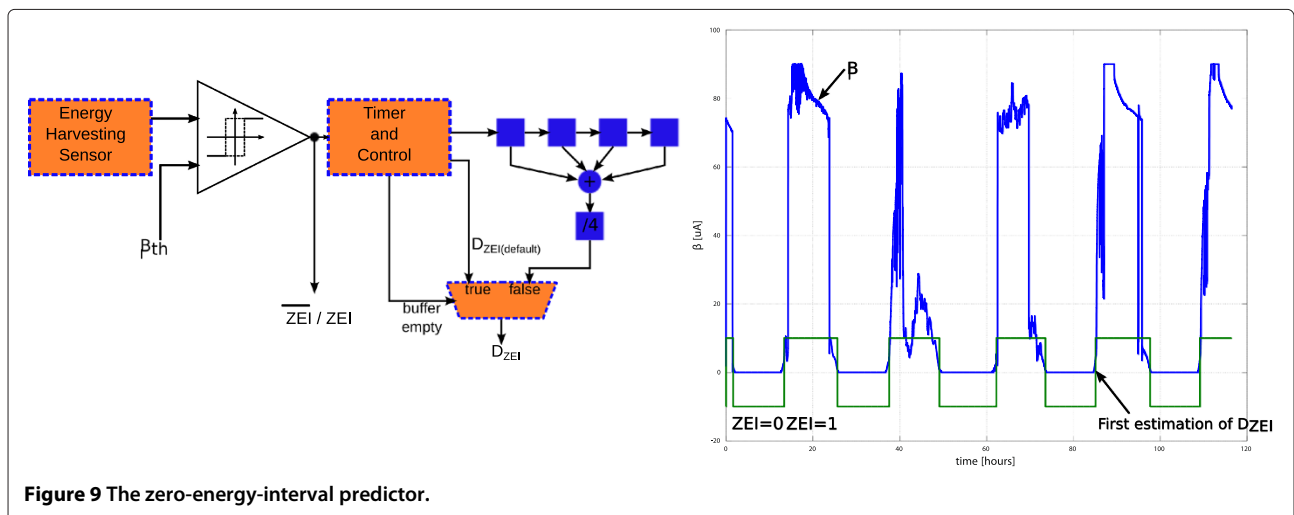 Energy
Harvesting
Sensor
βth
ZEI / ZEI
Timer
and
Control
+
/4
DZEI(default)
true false
buffer
empty
DZEI
100
80
60
40
20
0
-20
β [uA]
β
ZEI=0 ZEI=1
First estimation of DZEI
0 20 40 60 80 100 120
time [hours]
Figure 9 The zero-energy-interval predictor.